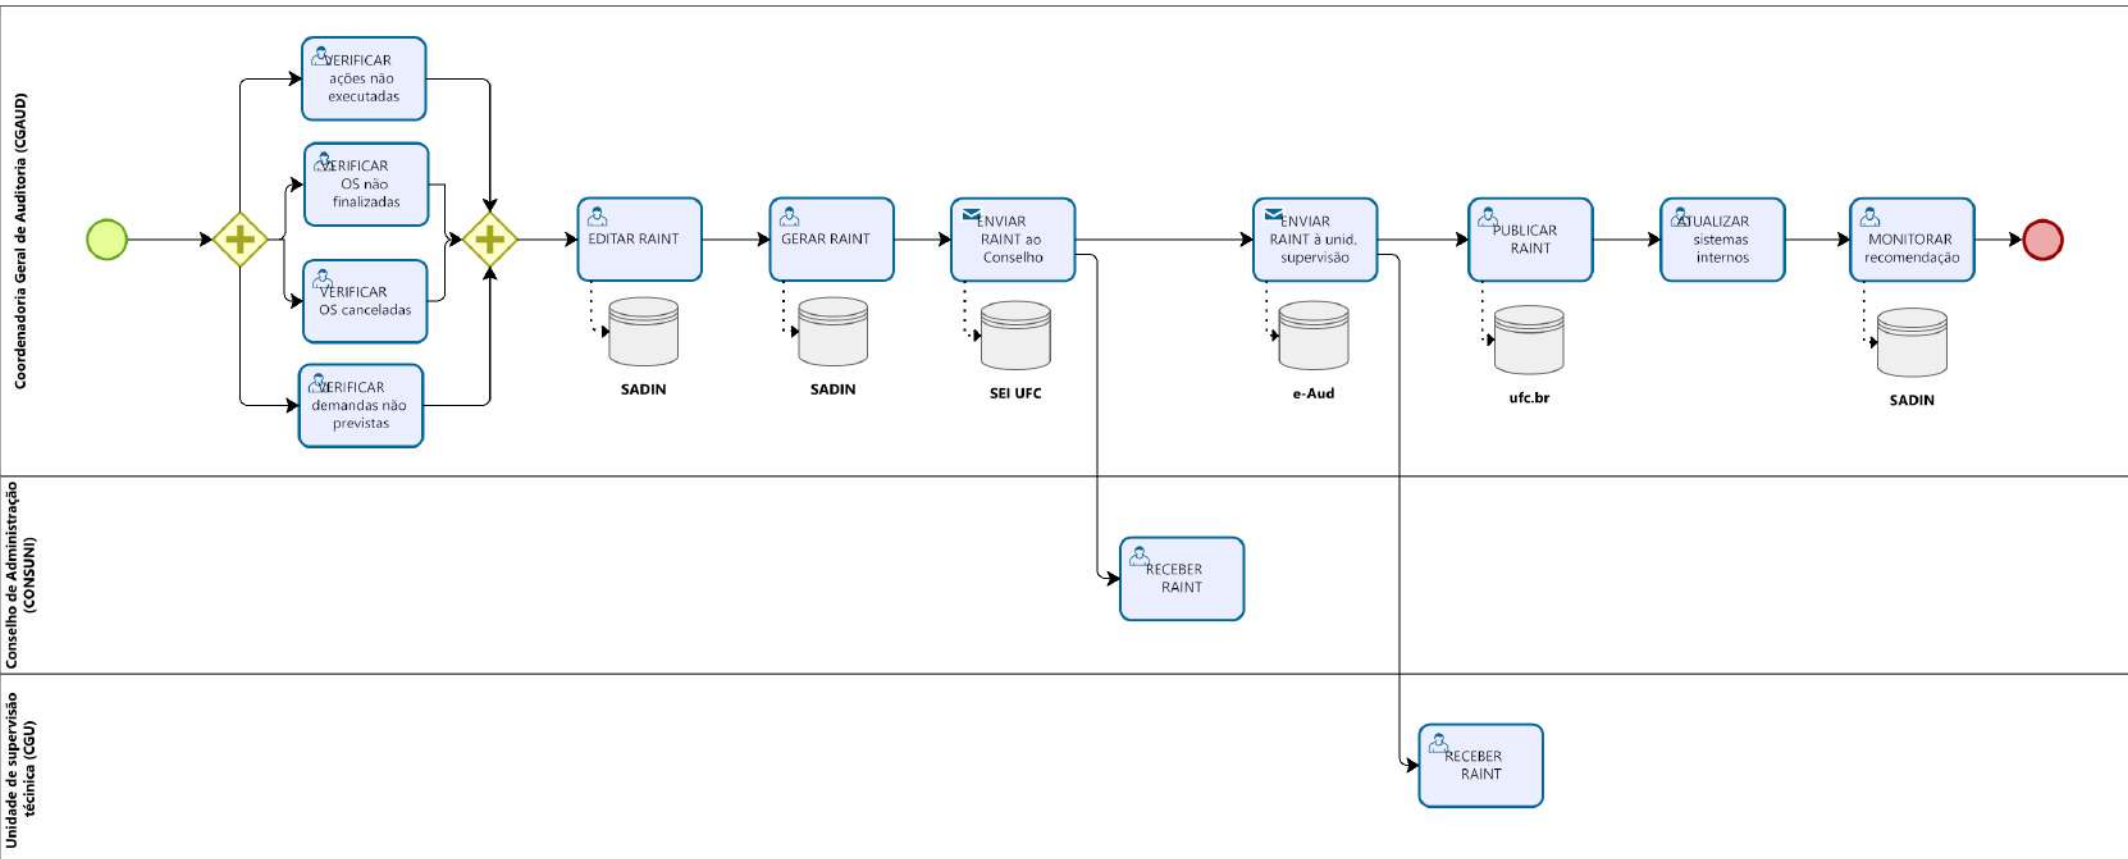 Coordenadoria Geral de Auditoria (CGAUD)
VERIFICAR
ações não
executadas
VERIFICAR
OS não
finalizadas
VERIFICAR
OS canceladas
VERIFICAR
demandas não
previstas
EDITAR RAINT
SADIN
GERAR RAINT
SADIN
ENVIAR
RAINT ao
Conselho
SEI UFC
ENVIAR
RAINT à unid.
supervisão
e-Aud
PUBLICAR
RAINT
ufc.br
ATUALIZAR
sistemas
internos
MONITORAR
recomendação
SADIN
Conselho de Administração
(CONSUNI)
RECEBER
RAINT
Unidade de supervisão
técinica (CGU)
RECEBER
RAINT